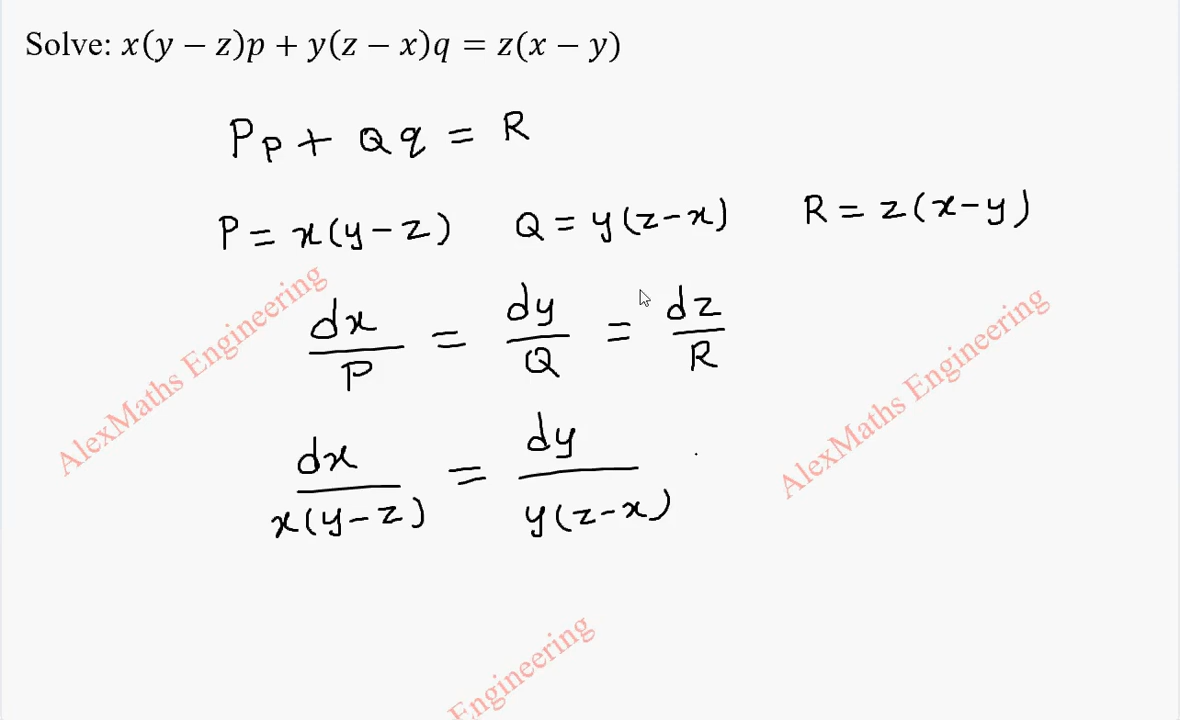 Solve: x(y − z)p + y(z − x)q = z(x − y)
Pp + Qq = R
P = x(y−z) Q = y(z−x) R = z(x−y)
dx/P = dy/Q = dz/R
dx/x(y−z) = dy/y(z−x)
AlexMaths Engineering
AlexMaths Engineering
Engineering